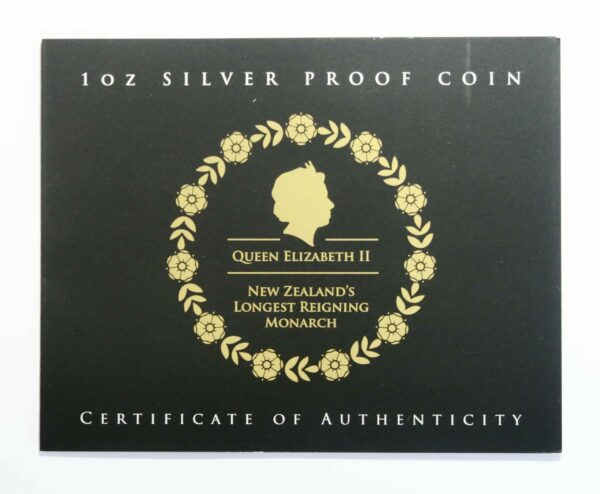 1oz SILVER PROOF COIN
QUEEN ELIZABETH II
NEW ZEALAND'S
LONGEST REIGNING
MONARCH
CERTIFICATE OF AUTHENTICITY